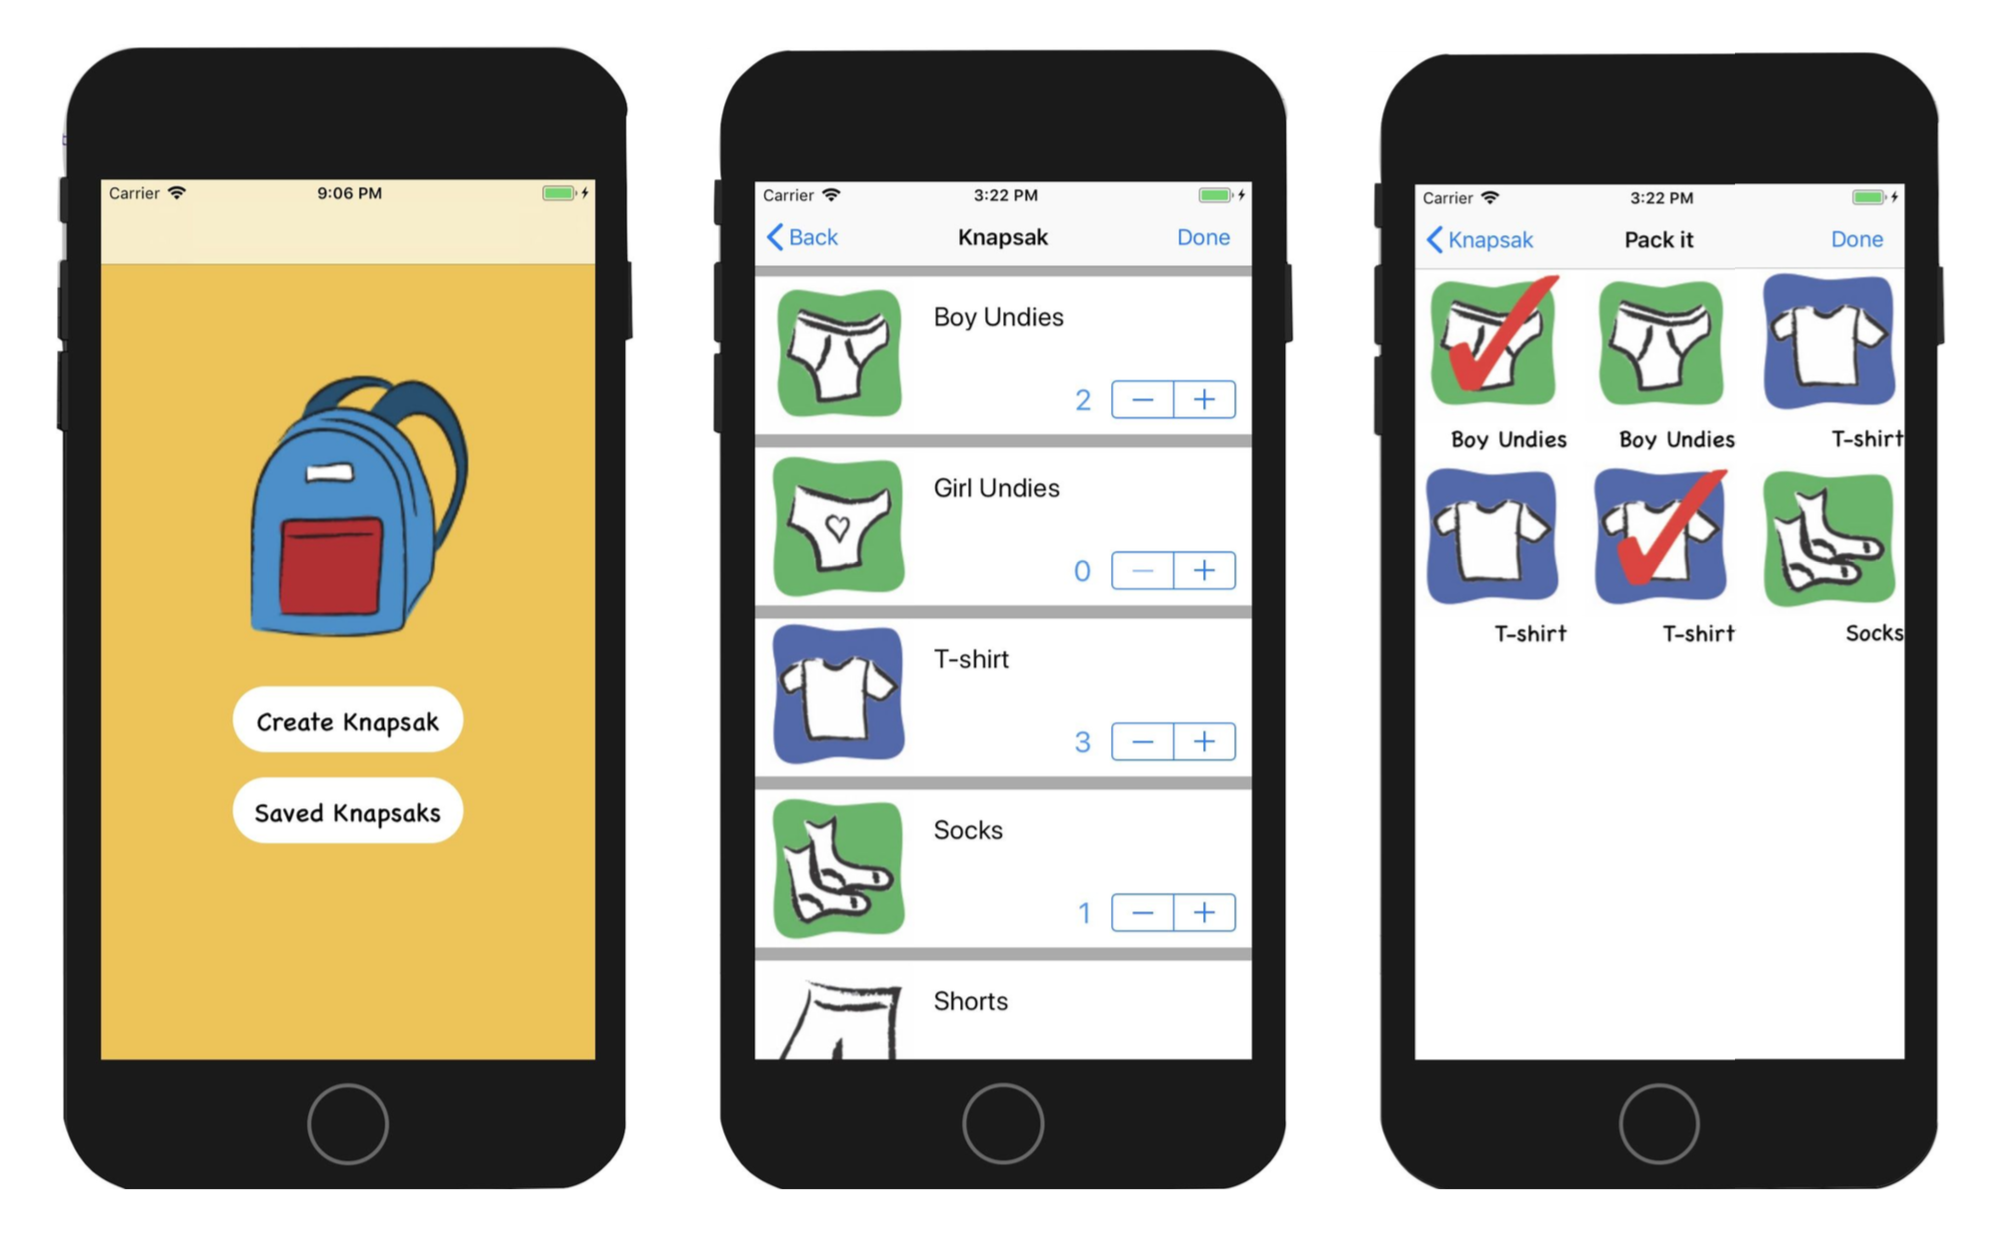 Carrier 9:06 PM
Create Knapsak
Saved Knapsaks
Carrier 3:22 PM
Back Knapsak Done
Boy Undies
2 − +
Girl Undies
0 − +
T-shirt
3 − +
Socks
1 − +
Shorts
Carrier 3:22 PM
Knapsak Pack it Done
Boy Undies Boy Undies T-shirt
T-shirt T-shirt Socks